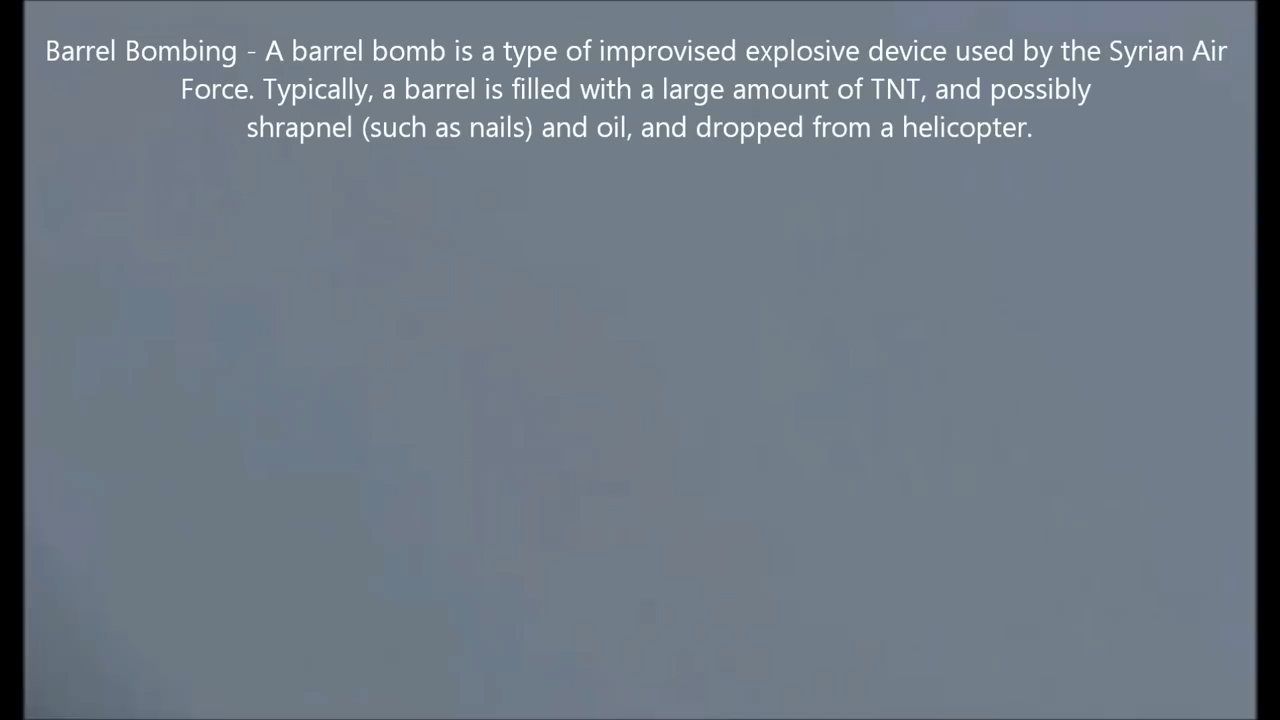 Barrel Bombing - A barrel bomb is a type of improvised explosive device used by the Syrian Air
Force. Typically, a barrel is filled with a large amount of TNT, and possibly
shrapnel (such as nails) and oil, and dropped from a helicopter.